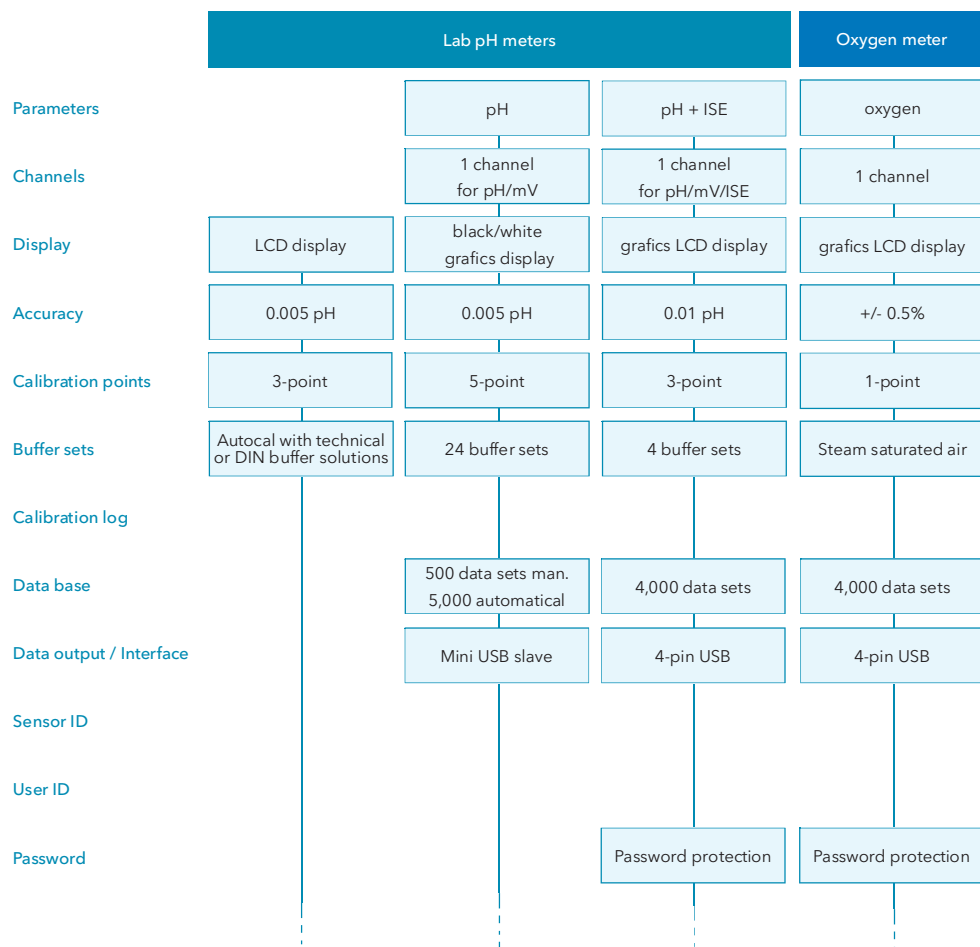 Lab pH meters
Oxygen meter
Parameters
pH
pH + ISE
oxygen
Channels
1 channel
for pH/mV
1 channel
for pH/mV/ISE
1 channel
Display
LCD display
black/white
grafics display
grafics LCD display
grafics LCD display
Accuracy
0.005 pH
0.005 pH
0.01 pH
+/- 0.5%
Calibration points
3-point
5-point
3-point
1-point
Buffer sets
Autocal with technical
or DIN buffer solutions
24 buffer sets
4 buffer sets
Steam saturated air
Calibration log
Data base
500 data sets man.
5,000 automatical
4,000 data sets
4,000 data sets
Data output / Interface
Mini USB slave
4-pin USB
4-pin USB
Sensor ID
User ID
Password
Password protection
Password protection